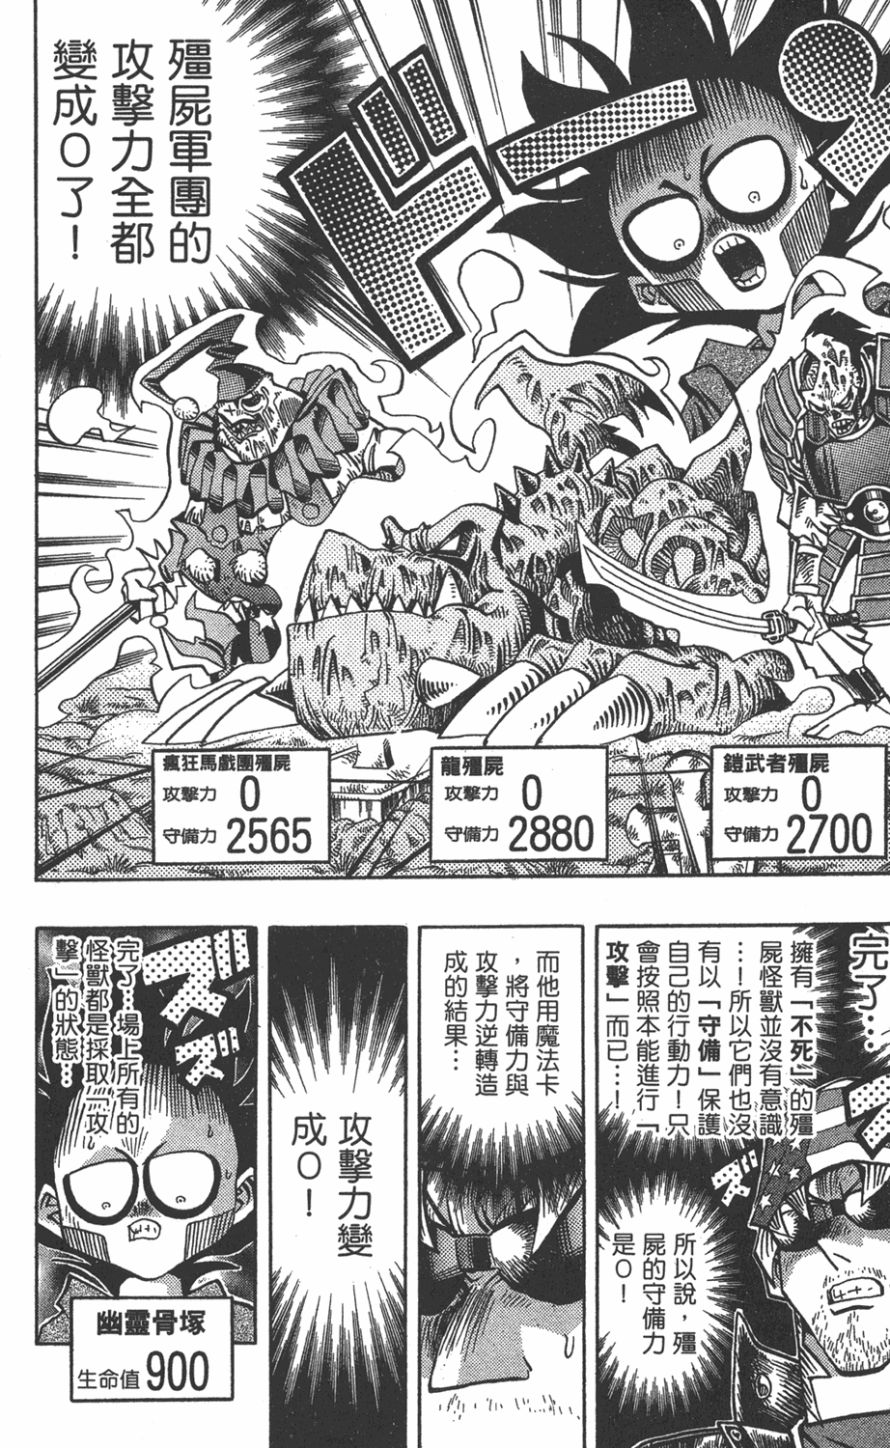 殭屍軍團的
攻擊力全都
變成0了!
ド
ー
ン
鎧武者殭屍
攻擊力 0
守備力 2700
龍殭屍
攻擊力 0
守備力 2880
瘋狂馬戲團殭屍
攻擊力 0
守備力 2565
完了…
擁有「不死」的殭
屍怪獸並沒有意識
…!所以它們也沒
有以「守備」保護
自己的行動力!只
會按照本能進行「
攻擊」而已…!
所以說,殭
屍的守備力
是0!
而他用魔法卡
,將守備力與
攻擊力逆轉造
成的結果…
攻擊力變
成0!
完了…場上所有的
怪獸都是採取「攻
擊」的狀態…
幽靈骨塚
生命值 900